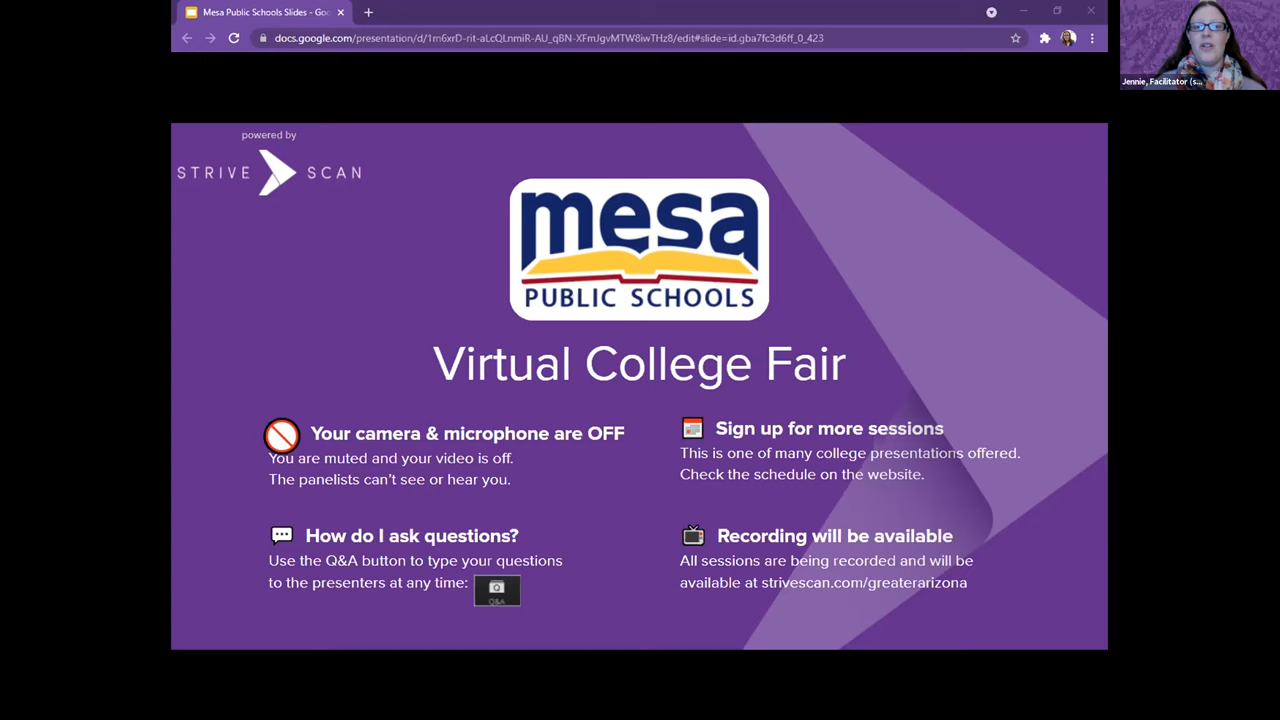 Mesa Public Schools Slides - Goo
docs.google.com/presentation/d/1m6xrD-rit-aLcQLnmiR-AU_qBN-XFmJgvMTW8iwTHz8/edit#slide=id.gba7fc3d6ff_0_423
Jennie, Facilitator (s...
powered by
STRIVE SCAN
mesa
PUBLIC SCHOOLS
Virtual College Fair
Your camera & microphone are OFF
You are muted and your video is off.
The panelists can't see or hear you.
How do I ask questions?
Use the Q&A button to type your questions
to the presenters at any time:
Q&A
Sign up for more sessions
This is one of many college presentations offered.
Check the schedule on the website.
Recording will be available
All sessions are being recorded and will be
available at strivescan.com/greaterarizona